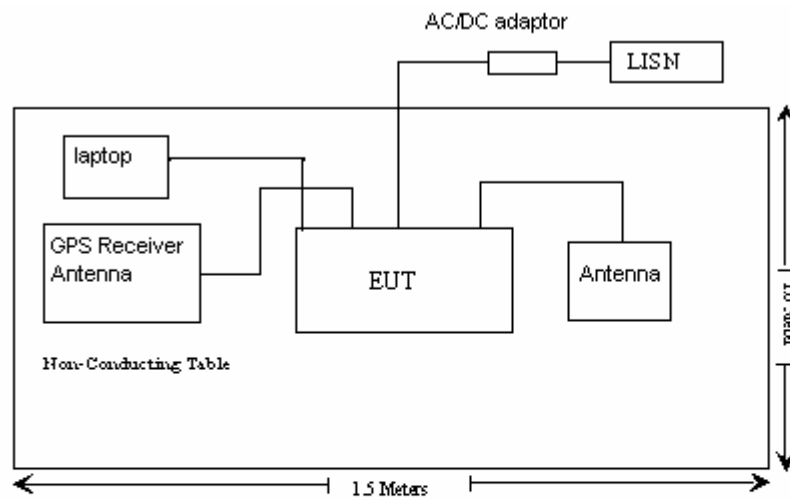 AC/DC adaptor
LISN
laptop
GPS Receiver
Antenna
EUT
Antenna
Non-Conducting Table
1.5 Meters